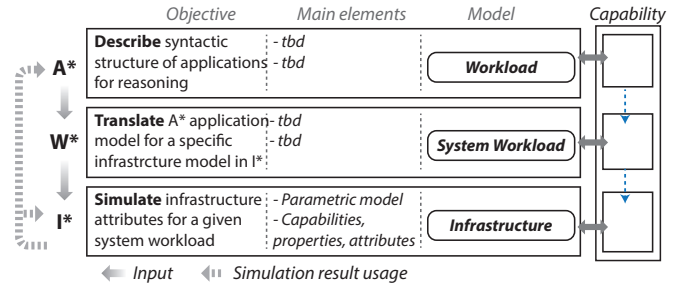 Objective Main elements Model Capability
A*
Describe syntactic
structure of applications
for reasoning
- tbd
- tbd
Workload
W*
Translate A* application
model for a specific
infrastrcture model in I*
- tbd
- tbd
System Workload
I*
Simulate infrastructure
attributes for a given
system workload
- Parametric model
- Capabilities,
properties, attributes
Infrastructure
Input Simulation result usage